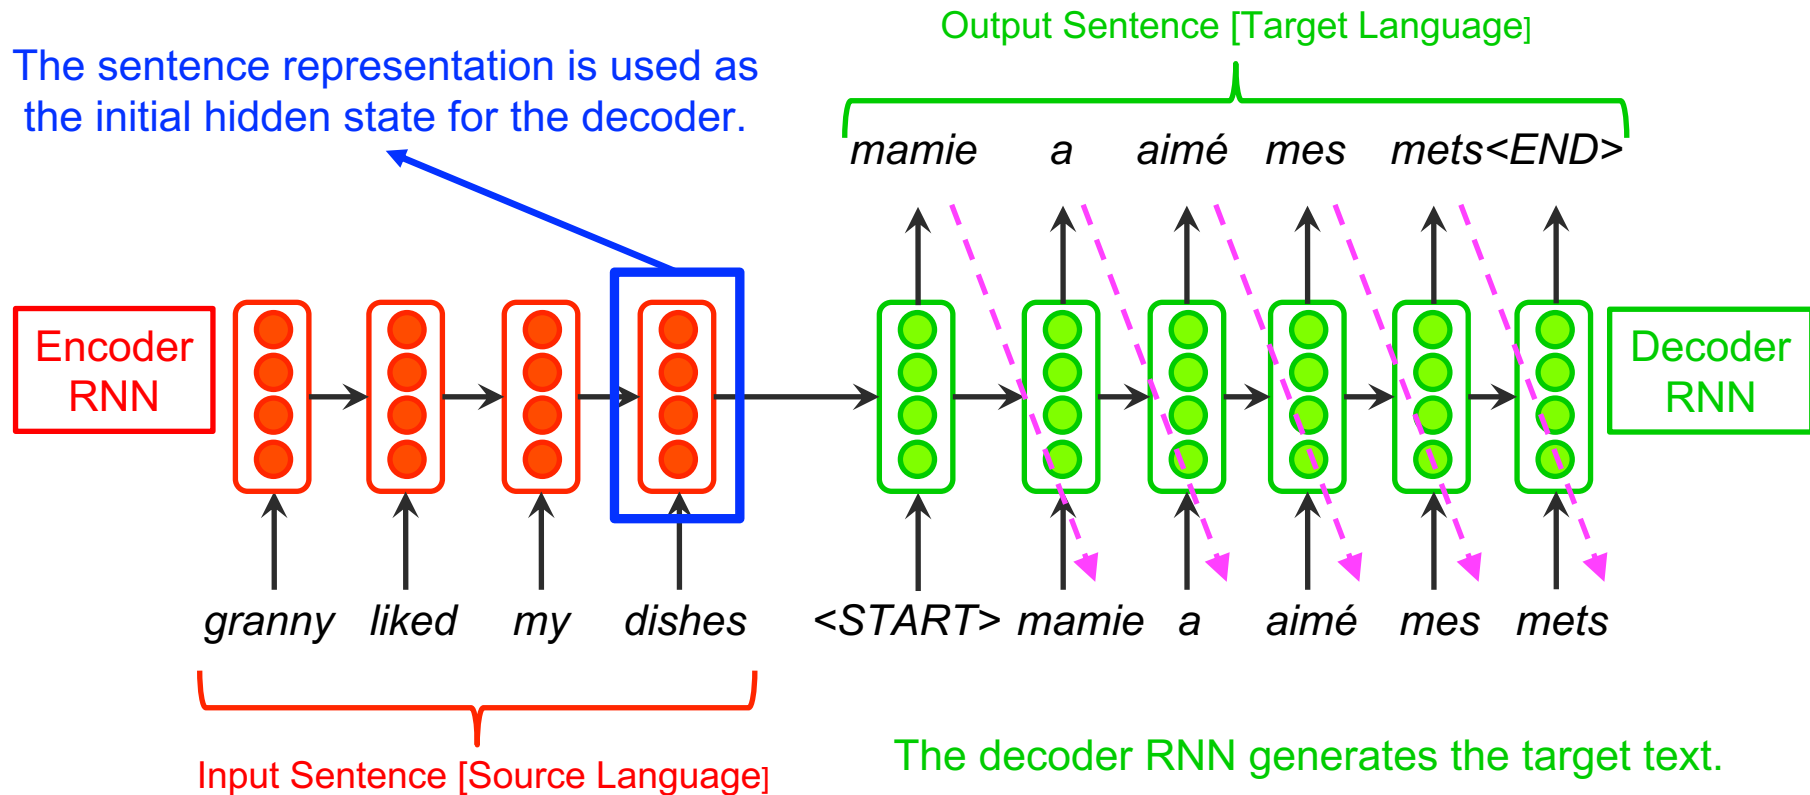 Output Sentence [Target Language]
The sentence representation is used as
the initial hidden state for the decoder.
mamie a aimé mes mets <END>
Encoder
RNN
Decoder
RNN
granny liked my dishes <START> mamie a aimé mes mets
The decoder RNN generates the target text.
Input Sentence [Source Language]